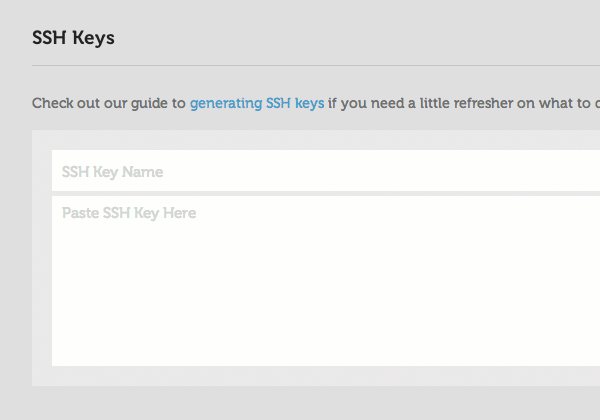 SSH Keys
Check out our guide to generating SSH keys if you need a little refresher on what to
SSH Key Name
Paste SSH Key Here